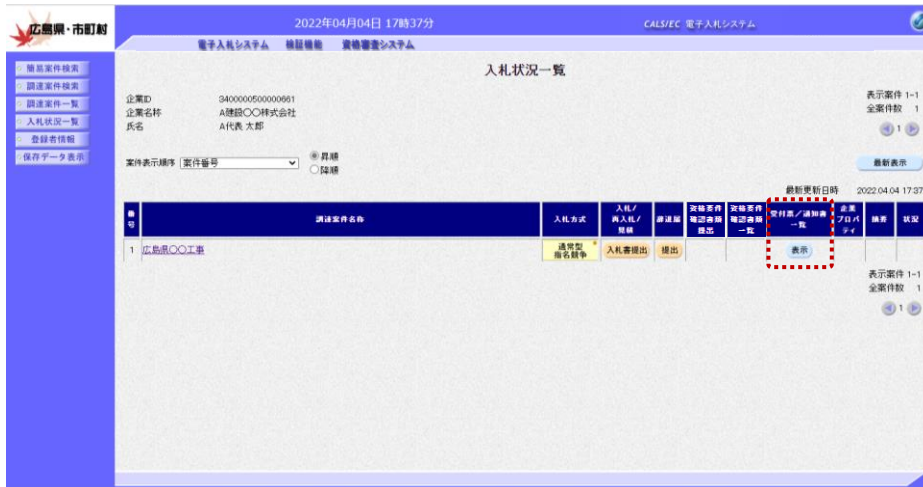 広島県・市町村
2022年04月04日 17時37分
CALS/EC 電子入札システム
電子入札システム 検証機能 資格審査システム
簡易案件検索
調達案件検索
調達案件一覧
入札状況一覧
登録者情報
保存データ表示
入札状況一覧
企業ID 3400000500000661
企業名称 A建設〇〇株式会社
氏名 A代表 太郎
表示案件 1-1
全案件数 1
1
案件表示順序 案件番号
昇順
降順
最新表示
最新更新日時 2022.04.04 17:37
番号 調達案件名称 入札方式 入札/再入札/見積 辞退届 資格要件確認書類提出 資格要件確認書類一覧 受付票/通知書一覧 企業プロパティ 摘要 状況
1 広島県〇〇工事 通常型指名競争 * 入札書提出 提出 表示
表示案件 1-1
全案件数 1
1